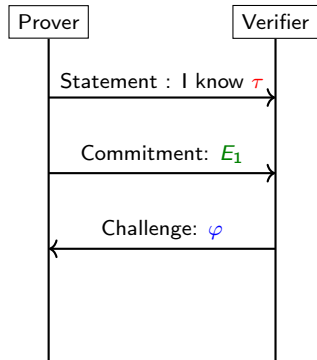 Prover
Verifier
Statement : I know τ
Commitment: E₁
Challenge: φ